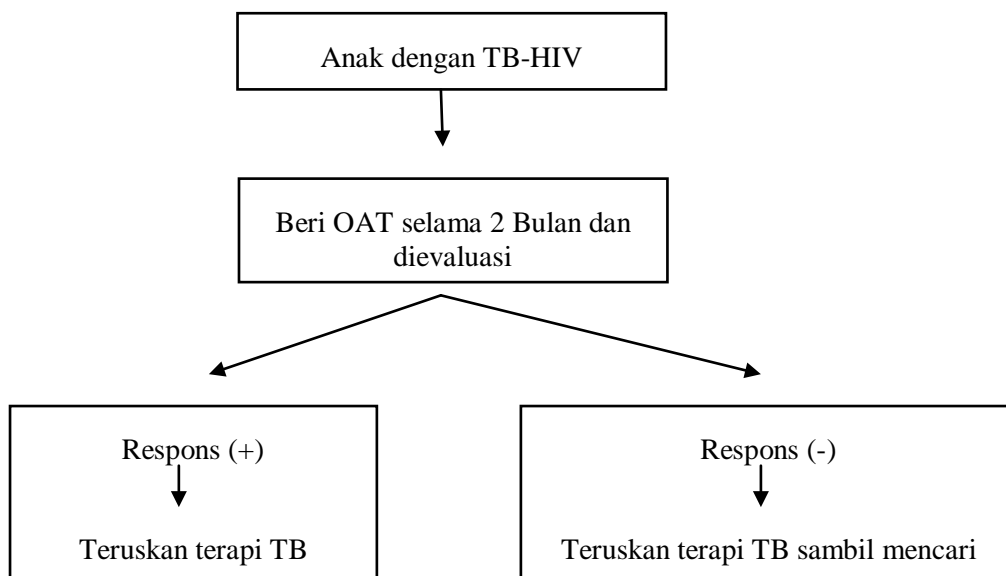 Anak dengan TB-HIV
Beri OAT selama 2 Bulan dan
dievaluasi
Respons (+)
Teruskan terapi TB
Respons (-)
Teruskan terapi TB sambil mencari